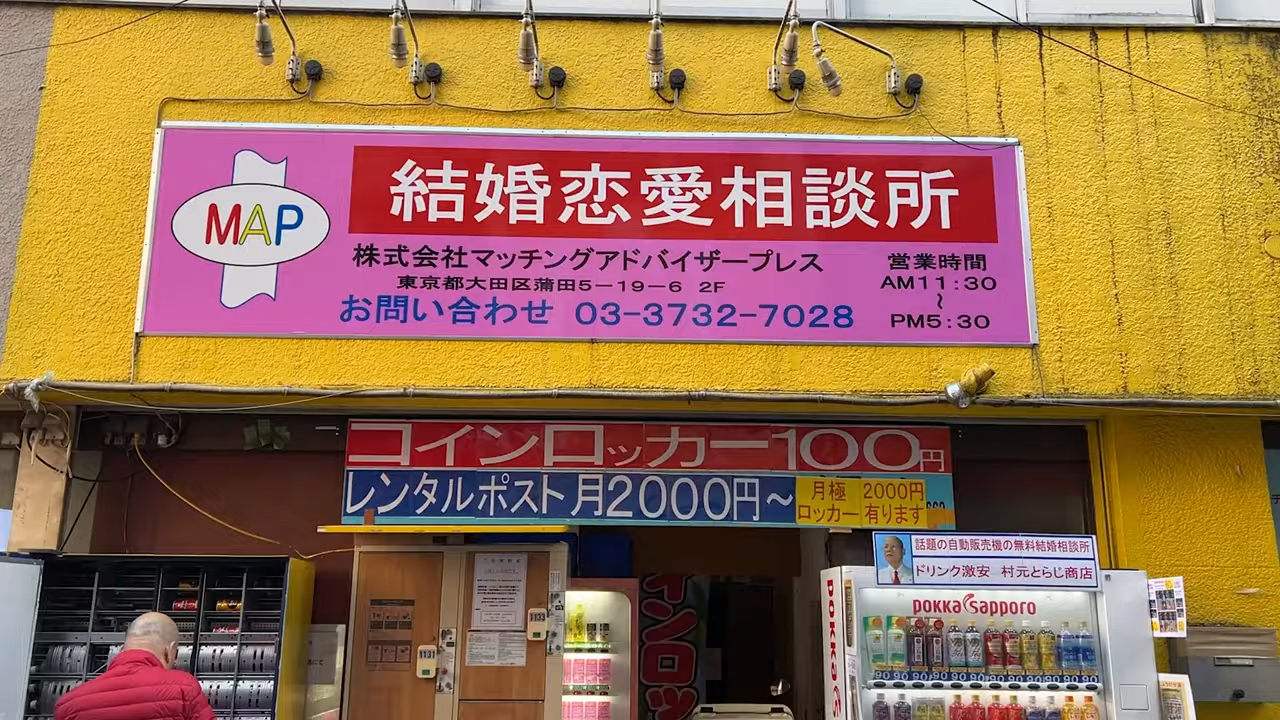 MAP
結婚恋愛相談所
株式会社マッチングアドバイザープレス
東京都大田区蒲田5-19-6 2F
お問い合わせ 03-3732-7028
営業時間
AM11:30
〜
PM5:30
コインロッカー100円
レンタルポスト月2000円〜
月極 2000円
ロッカー 有ります
話題の自動販売機の無料結婚相談所
ドリンク激安 村元とらじ商店
pokka sapporo
POKKA
1131
1133